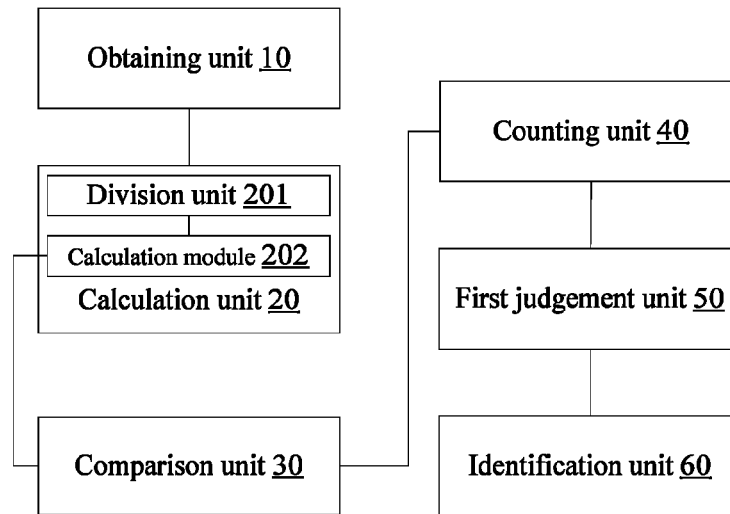 Obtaining unit 10
Division unit 201
Calculation module 202
Calculation unit 20
Comparison unit 30
Counting unit 40
First judgement unit 50
Identification unit 60